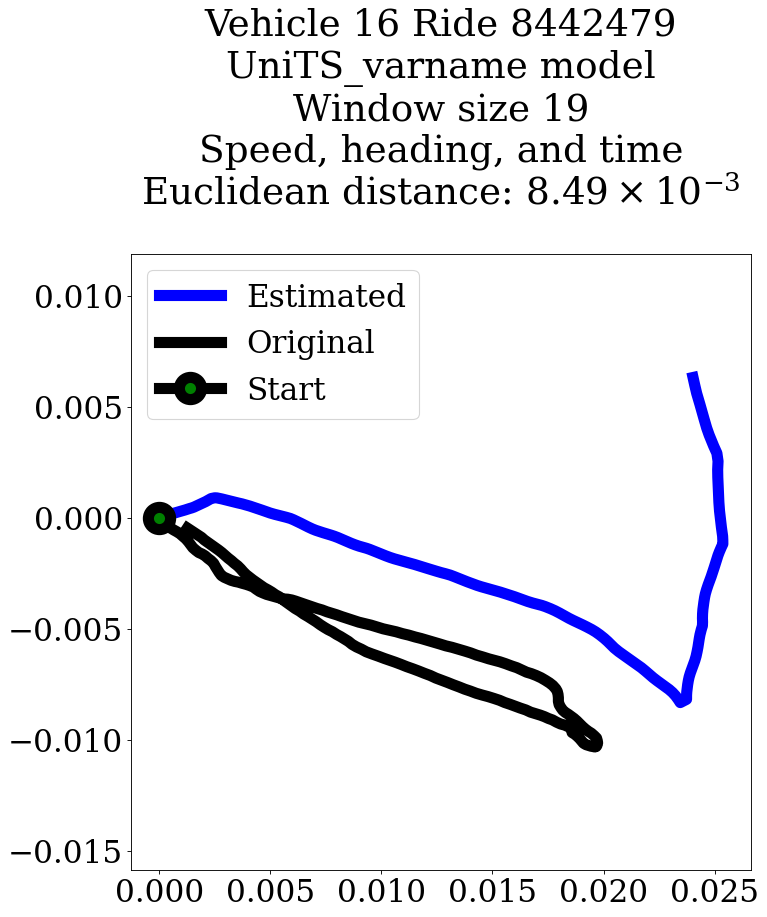 Vehicle 16 Ride 8442479
UniTS_varname model
Window size 19
Speed, heading, and time
Euclidean distance: 8.49 × 10⁻³
Estimated
Original
Start
0.010
0.005
0.000
−0.005
−0.010
−0.015
0.000 0.005 0.010 0.015 0.020 0.025